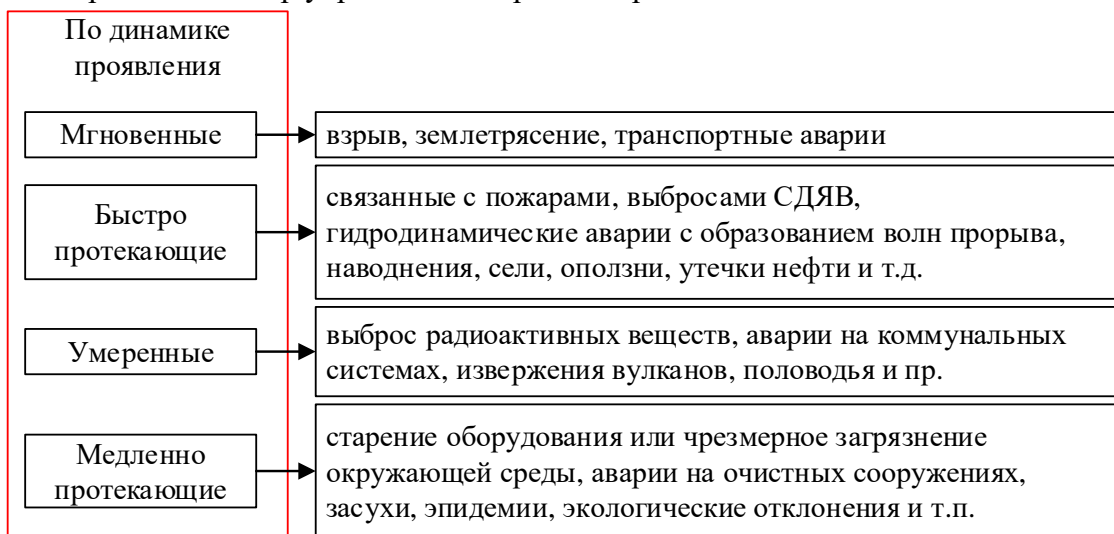 По динамике
проявления
Мгновенные
взрыв, землетрясение, транспортные аварии
Быстро
протекающие
связанные с пожарами, выбросами СДЯВ,
гидродинамические аварии с образованием волн прорыва,
наводнения, сели, оползни, утечки нефти и т.д.
Умеренные
выброс радиоактивных веществ, аварии на коммунальных
системах, извержения вулканов, половодья и пр.
Медленно
протекающие
старение оборудования или чрезмерное загрязнение
окружающей среды, аварии на очистных сооружениях,
засухи, эпидемии, экологические отклонения и т.п.